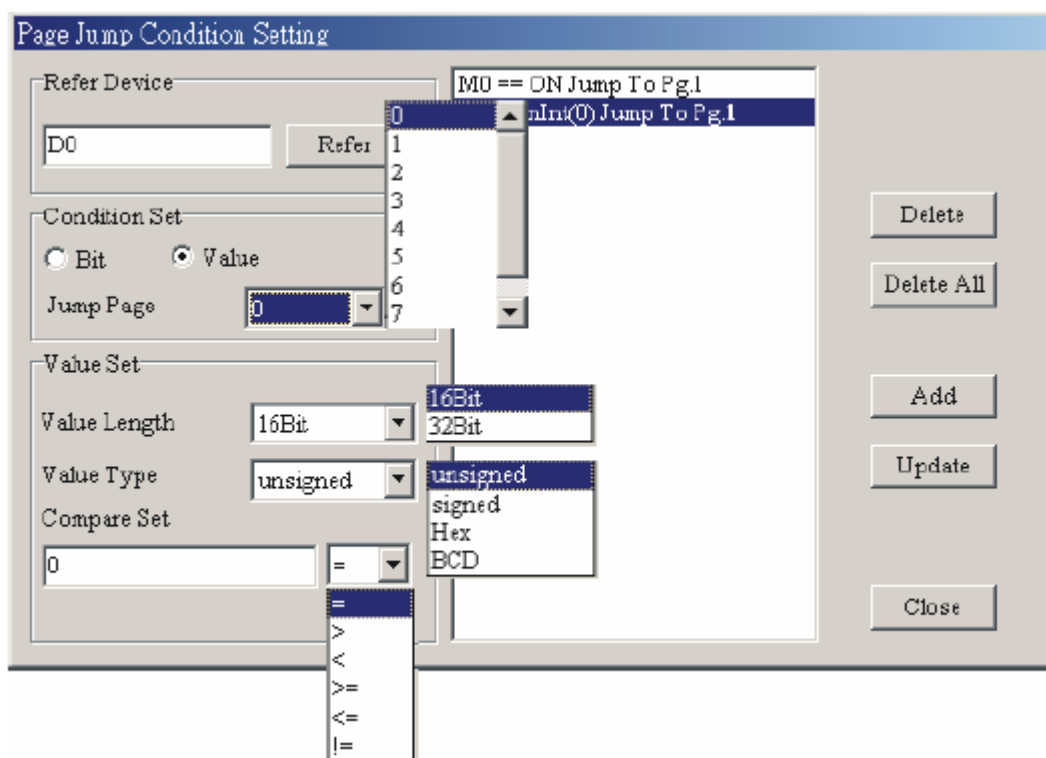 Page Jump Condition Setting
Refer Device
D0
Refer
Condition Set
Bit
Value
Jump Page
0
0
1
2
3
4
5
6
7
Value Set
Value Length
16Bit
16Bit
32Bit
Value Type
unsigned
unsigned
signed
Hex
BCD
Compare Set
0
=
=
>
<
>=
<=
!=
M0 == ON Jump To Pg.1
Jump To Pg.1
Delete
Delete All
Add
Update
Close